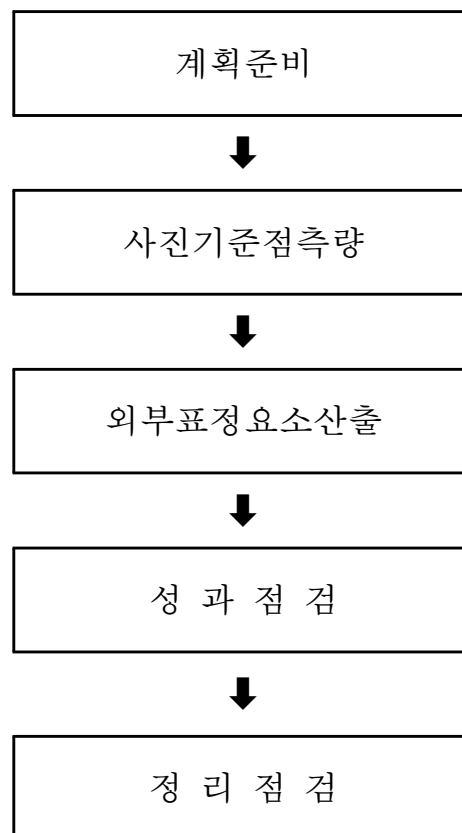 계획준비
사진기준점측량
외부표정요소산출
성 과 점 검
정 리 점 검